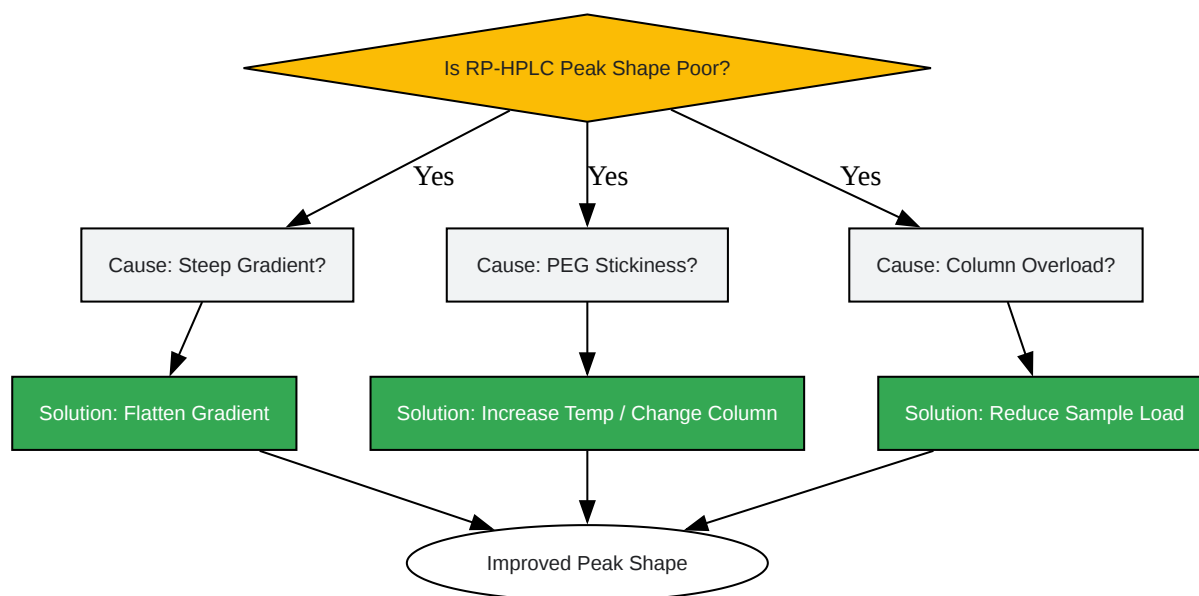 Is RP-HPLC Peak Shape Poor?
Yes
Yes
Yes
Cause: Steep Gradient?
Cause: PEG Stickiness?
Cause: Column Overload?
Solution: Flatten Gradient
Solution: Increase Temp / Change Column
Solution: Reduce Sample Load
Improved Peak Shape